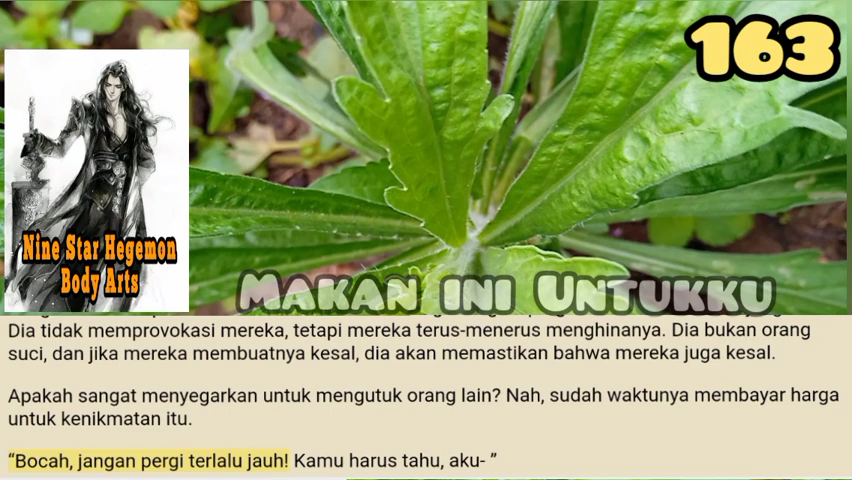 163
Nine Star Hegemon
Body Arts
Makan ini Untukku
Dia tidak memprovokasi mereka, tetapi mereka terus-menerus menghinanya. Dia bukan orang
suci, dan jika mereka membuatnya kesal, dia akan memastikan bahwa mereka juga kesal.
Apakah sangat menyegarkan untuk mengutuk orang lain? Nah, sudah waktunya membayar harga
untuk kenikmatan itu.
“Bocah, jangan pergi terlalu jauh! Kamu harus tahu, aku- ”